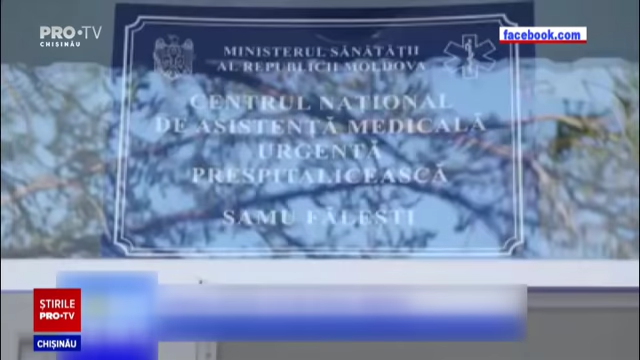 PRO•TV
CHIȘINĂU
facebook.com
MINISTERUL SĂNĂTĂȚII
AL REPUBLICII MOLDOVA
CENTRUL NAȚIONAL
DE ASISTENȚĂ MEDICALĂ
URGENTĂ
PRESPITALICEASCĂ
SAMU FĂLEȘTI
ȘTIRILE
PRO•TV
CHIȘINĂU